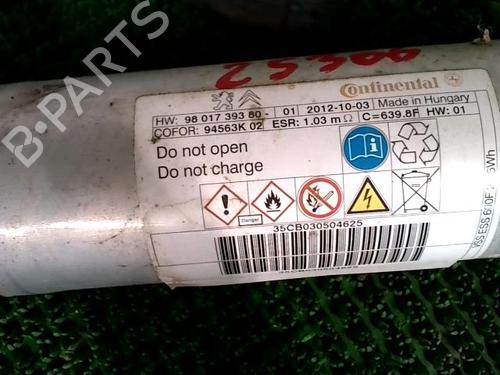 25306
Continental
HW: 98 017 393 80 - 01 2012-10-03 Made in Hungary
COFOR: 94563K 02 ESR: 1.03 m Ω C=639.8F HW: 01
Do not open
Do not charge
Danger
35CB030504625
B-PARTS